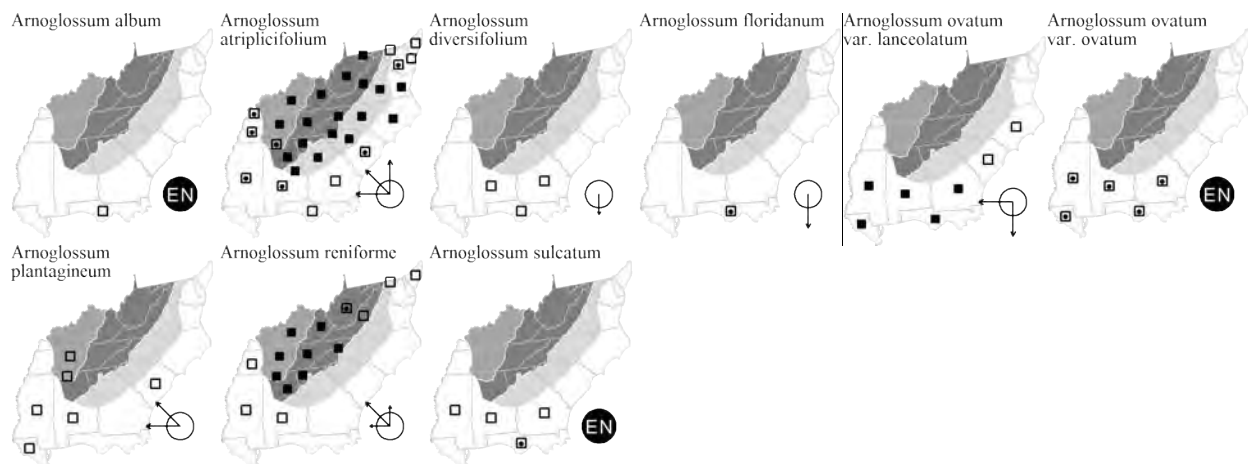 Arnoglossum album
EN
Arnoglossum
atriplicifolium
Arnoglossum
diversifolium
Arnoglossum floridanum
Arnoglossum ovatum
var. lanceolatum
Arnoglossum ovatum
var. ovatum
EN
Arnoglossum
plantagineum
Arnoglossum reniforme
Arnoglossum sulcatum
EN